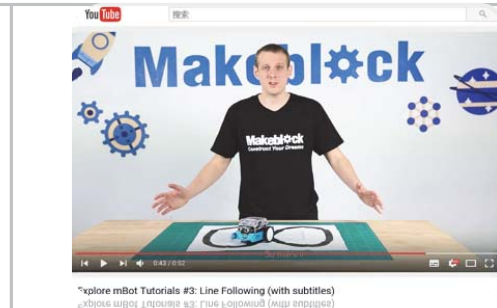 YouTube 搜索
Makeblock
Makeblock
Construct Your Dreams
0:43 / 0:52
Explore mBot Tutorials #3: Line Following (with subtitles)